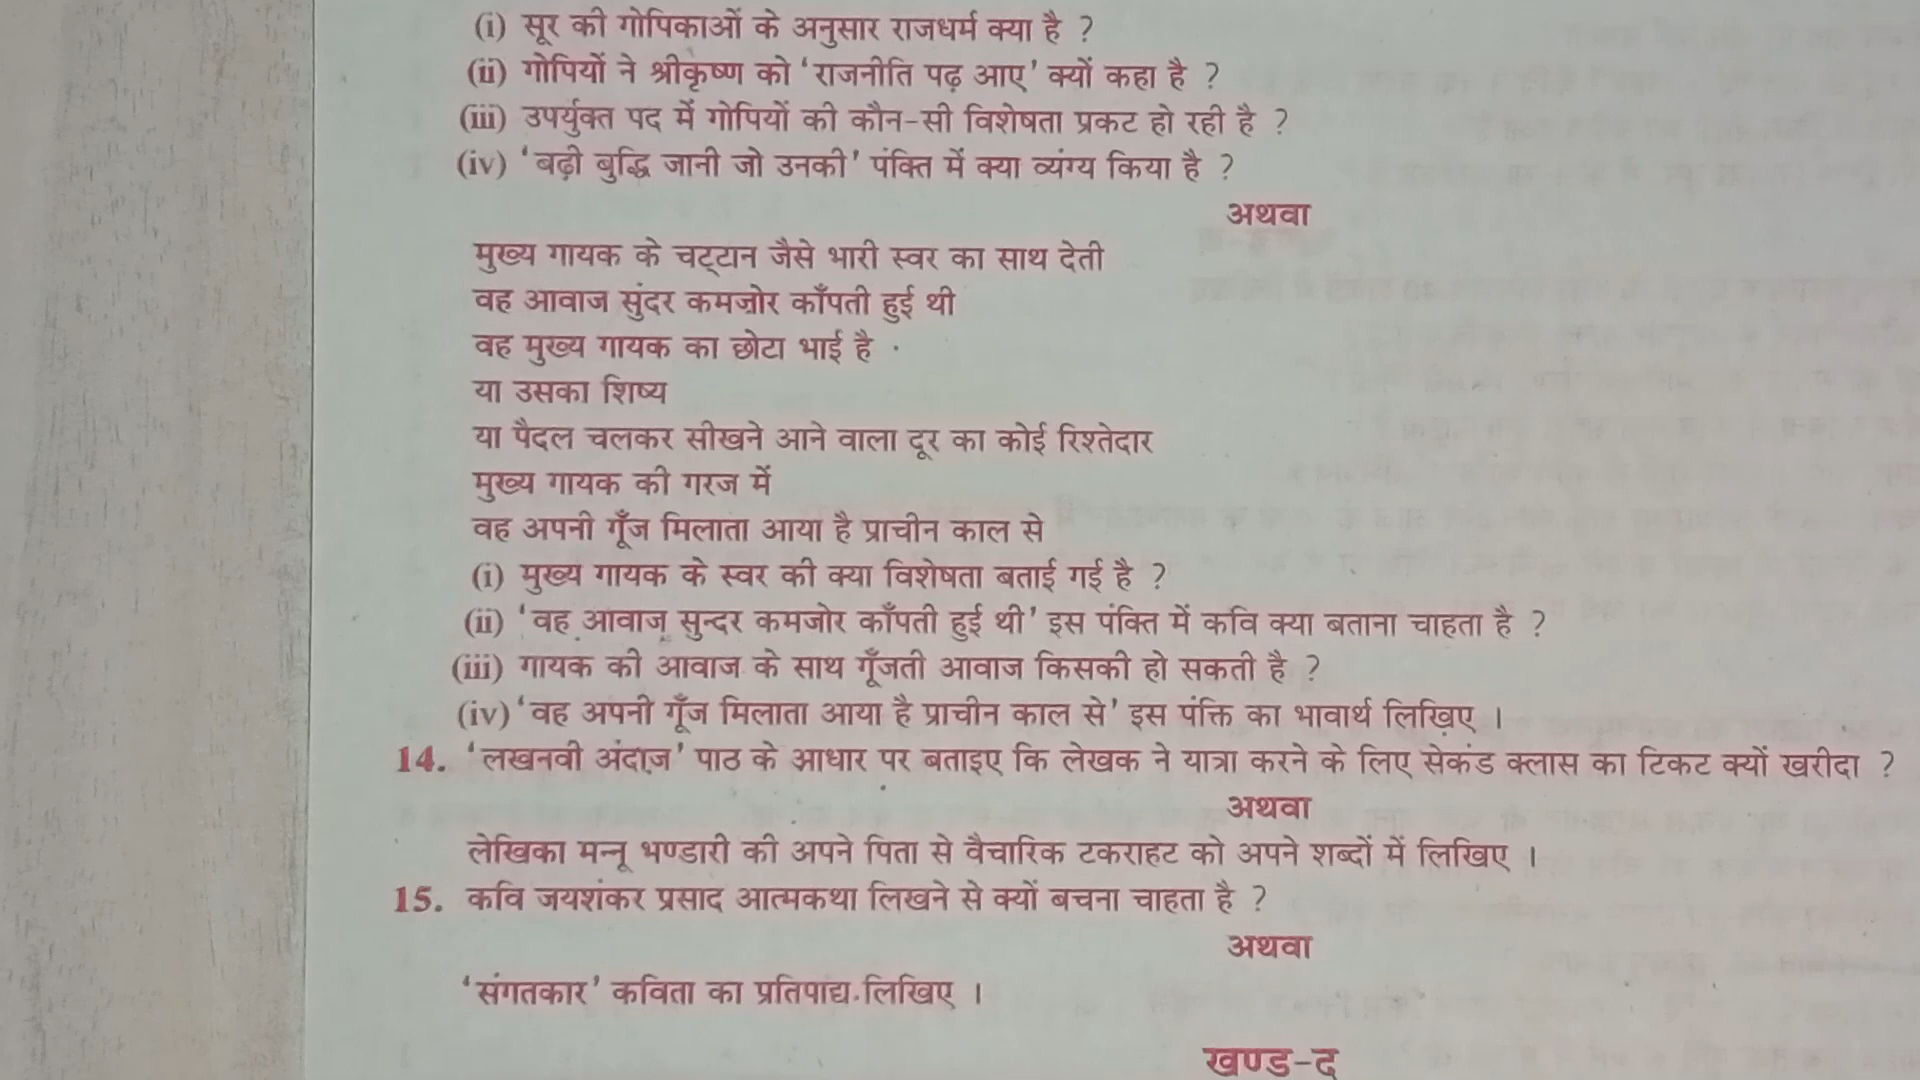 (i) सूर की गोपिकाओं के अनुसार राजधर्म क्या है ?
(ii) गोपियों ने श्रीकृष्ण को 'राजनीति पढ़ आए' क्यों कहा है ?
(iii) उपर्युक्त पद में गोपियों की कौन-सी विशेषता प्रकट हो रही है ?
(iv) 'बढ़ी बुद्धि जानी जो उनकी' पंक्ति में क्या व्यंग्य किया है ?
अथवा
मुख्य गायक के चट्टान जैसे भारी स्वर का साथ देती
वह आवाज सुंदर कमज़ोर काँपती हुई थी
वह मुख्य गायक का छोटा भाई है
या उसका शिष्य
या पैदल चलकर सीखने आने वाला दूर का कोई रिश्तेदार
मुख्य गायक की गरज में
वह अपनी गूँज मिलाता आया है प्राचीन काल से
(i) मुख्य गायक के स्वर की क्या विशेषता बताई गई है ?
(ii) 'वह आवाज़ सुन्दर कमजोर काँपती हुई थी' इस पंक्ति में कवि क्या बताना चाहता है ?
(iii) गायक की आवाज के साथ गूँजती आवाज किसकी हो सकती है ?
(iv) 'वह अपनी गूँज मिलाता आया है प्राचीन काल से' इस पंक्ति का भावार्थ लिखिए ।
14. 'लखनवी अंदाज़' पाठ के आधार पर बताइए कि लेखक ने यात्रा करने के लिए सेकंड क्लास का टिकट क्यों खरीदा ?
अथवा
लेखिका मन्नू भण्डारी की अपने पिता से वैचारिक टकराहट को अपने शब्दों में लिखिए ।
15. कवि जयशंकर प्रसाद आत्मकथा लिखने से क्यों बचना चाहता है ?
अथवा
'संगतकार' कविता का प्रतिपाद्य लिखिए ।
खण्ड-द